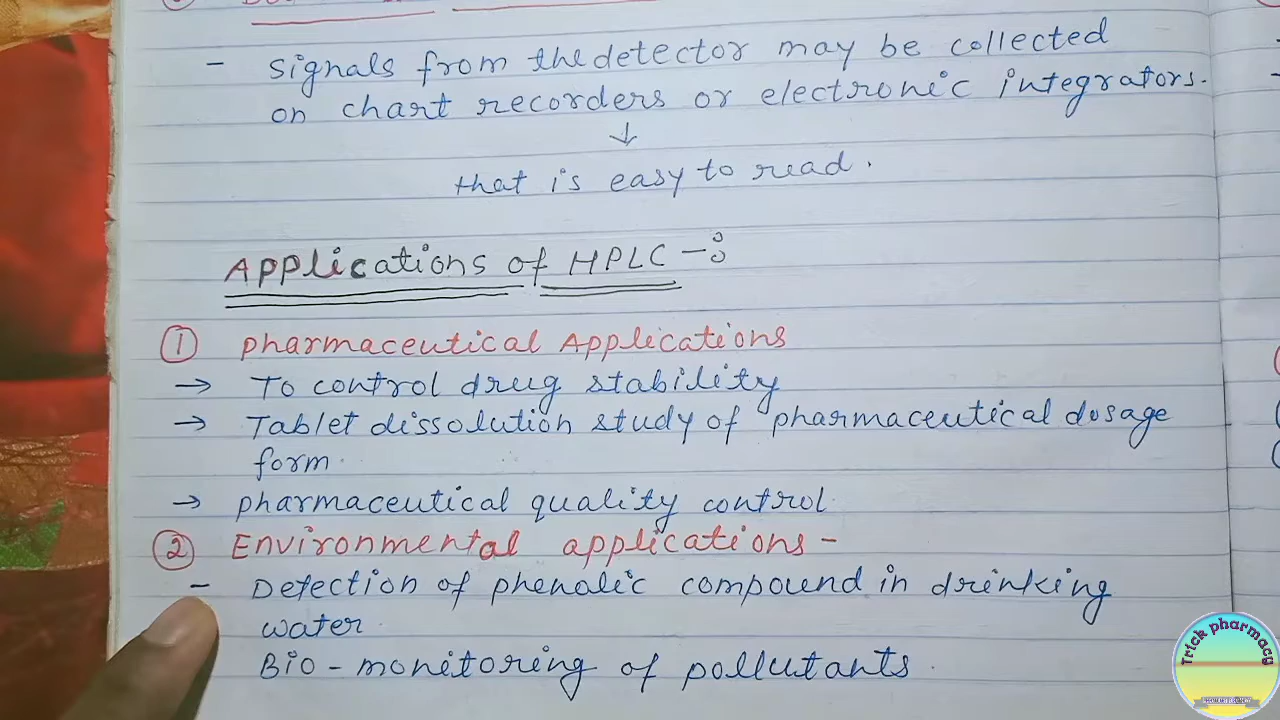 - signals from the detector may be collected
on chart recorders or electronic integrators.
↓
that is easy to read.
Applications of HPLC -:
① pharmaceutical Applications
→ To control drug stability
→ Tablet dissolution study of pharmaceutical dosage
form.
→ pharmaceutical quality control.
② Environmental applications -
- Detection of phenolic compound in drinking
water.
Bio-monitoring of pollutants.
Trick pharmacy